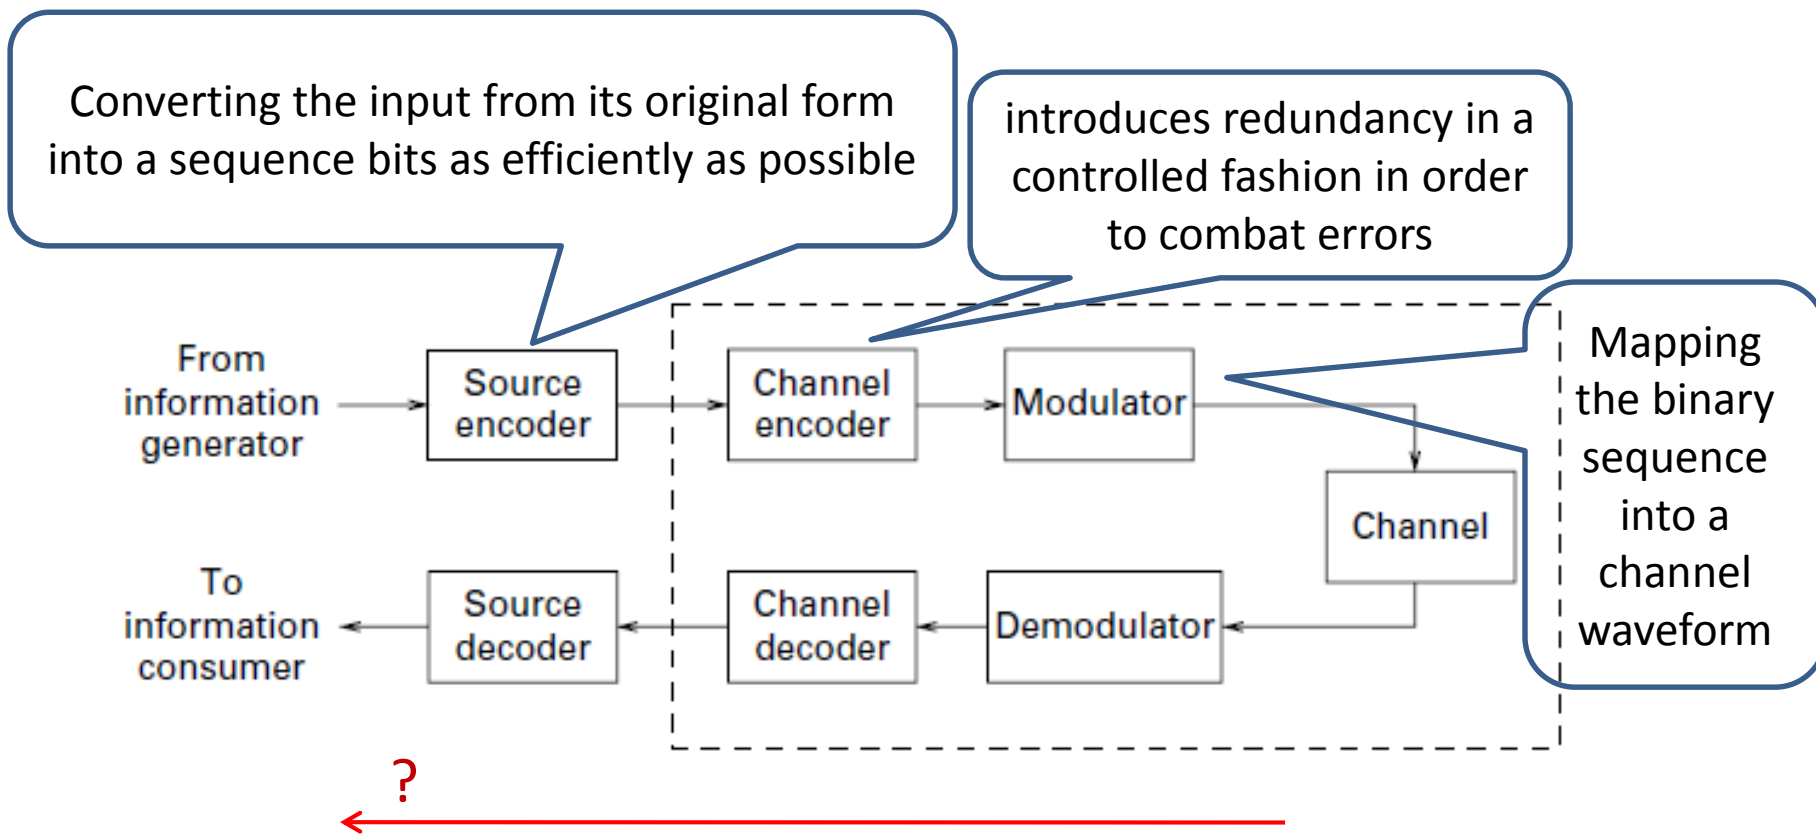 Converting the input from its original form
into a sequence bits as efficiently as possible
introduces redundancy in a
controlled fashion in order
to combat errors
Mapping
the binary
sequence
into a
channel
waveform
From
information
generator
Source
encoder
Channel
encoder
Modulator
Channel
To
information
consumer
Source
decoder
Channel
decoder
Demodulator
?